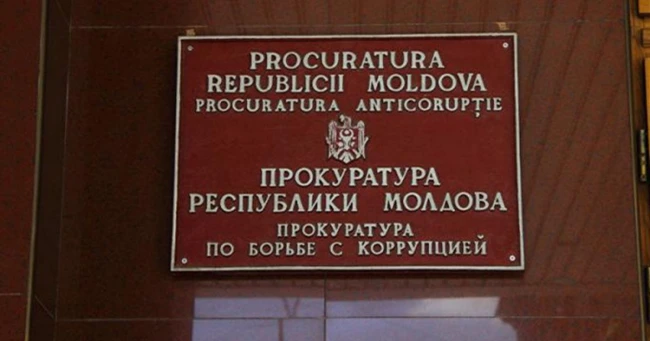 PROCURATURA
REPUBLICII MOLDOVA
PROCURATURA ANTICORUPȚIE
ПРОКУРАТУРА
РЕСПУБЛИКИ МОЛДОВА
ПРОКУРАТУРА
ПО БОРЬБЕ С КОРРУПЦИЕЙ